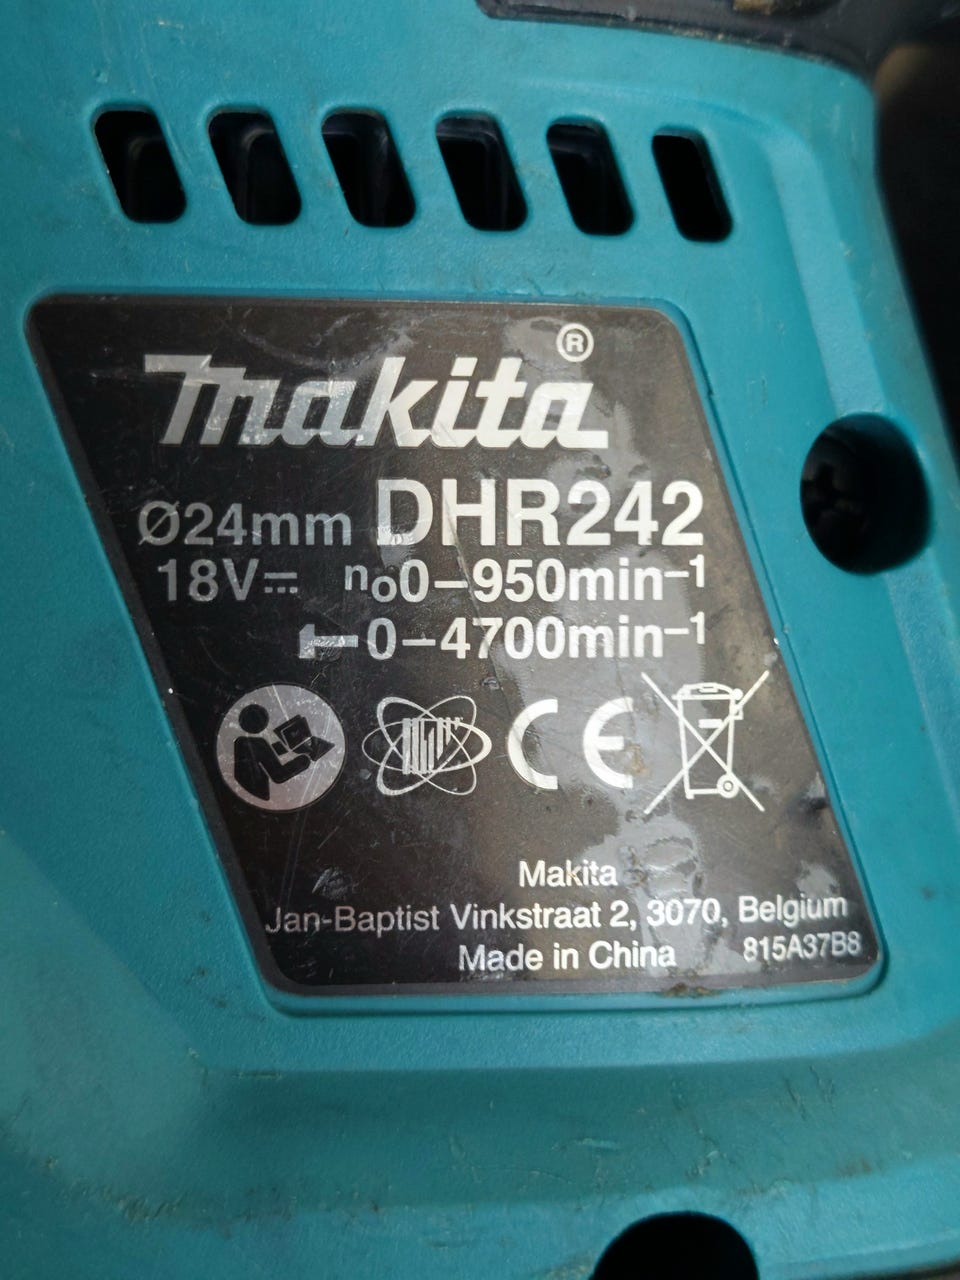 makita®
Ø24mm DHR242
18V⎓ no0–950min–1
0–4700min–1
CE
Makita
Jan-Baptist Vinkstraat 2, 3070, Belgium
Made in China 815A37B8